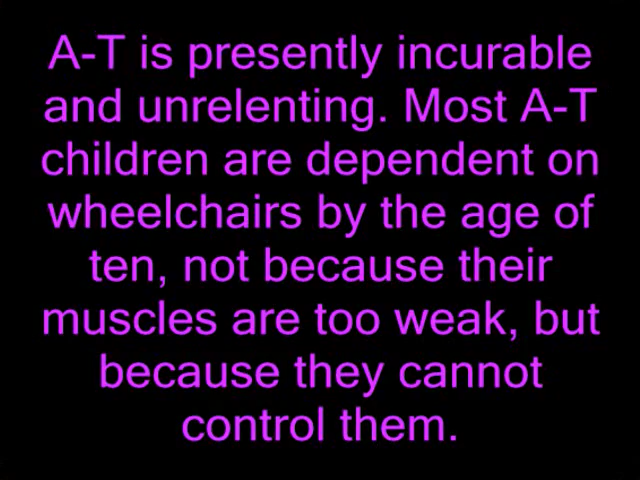 A-T is presently incurable
and unrelenting. Most A-T
children are dependent on
wheelchairs by the age of
ten, not because their
muscles are too weak, but
because they cannot
control them.